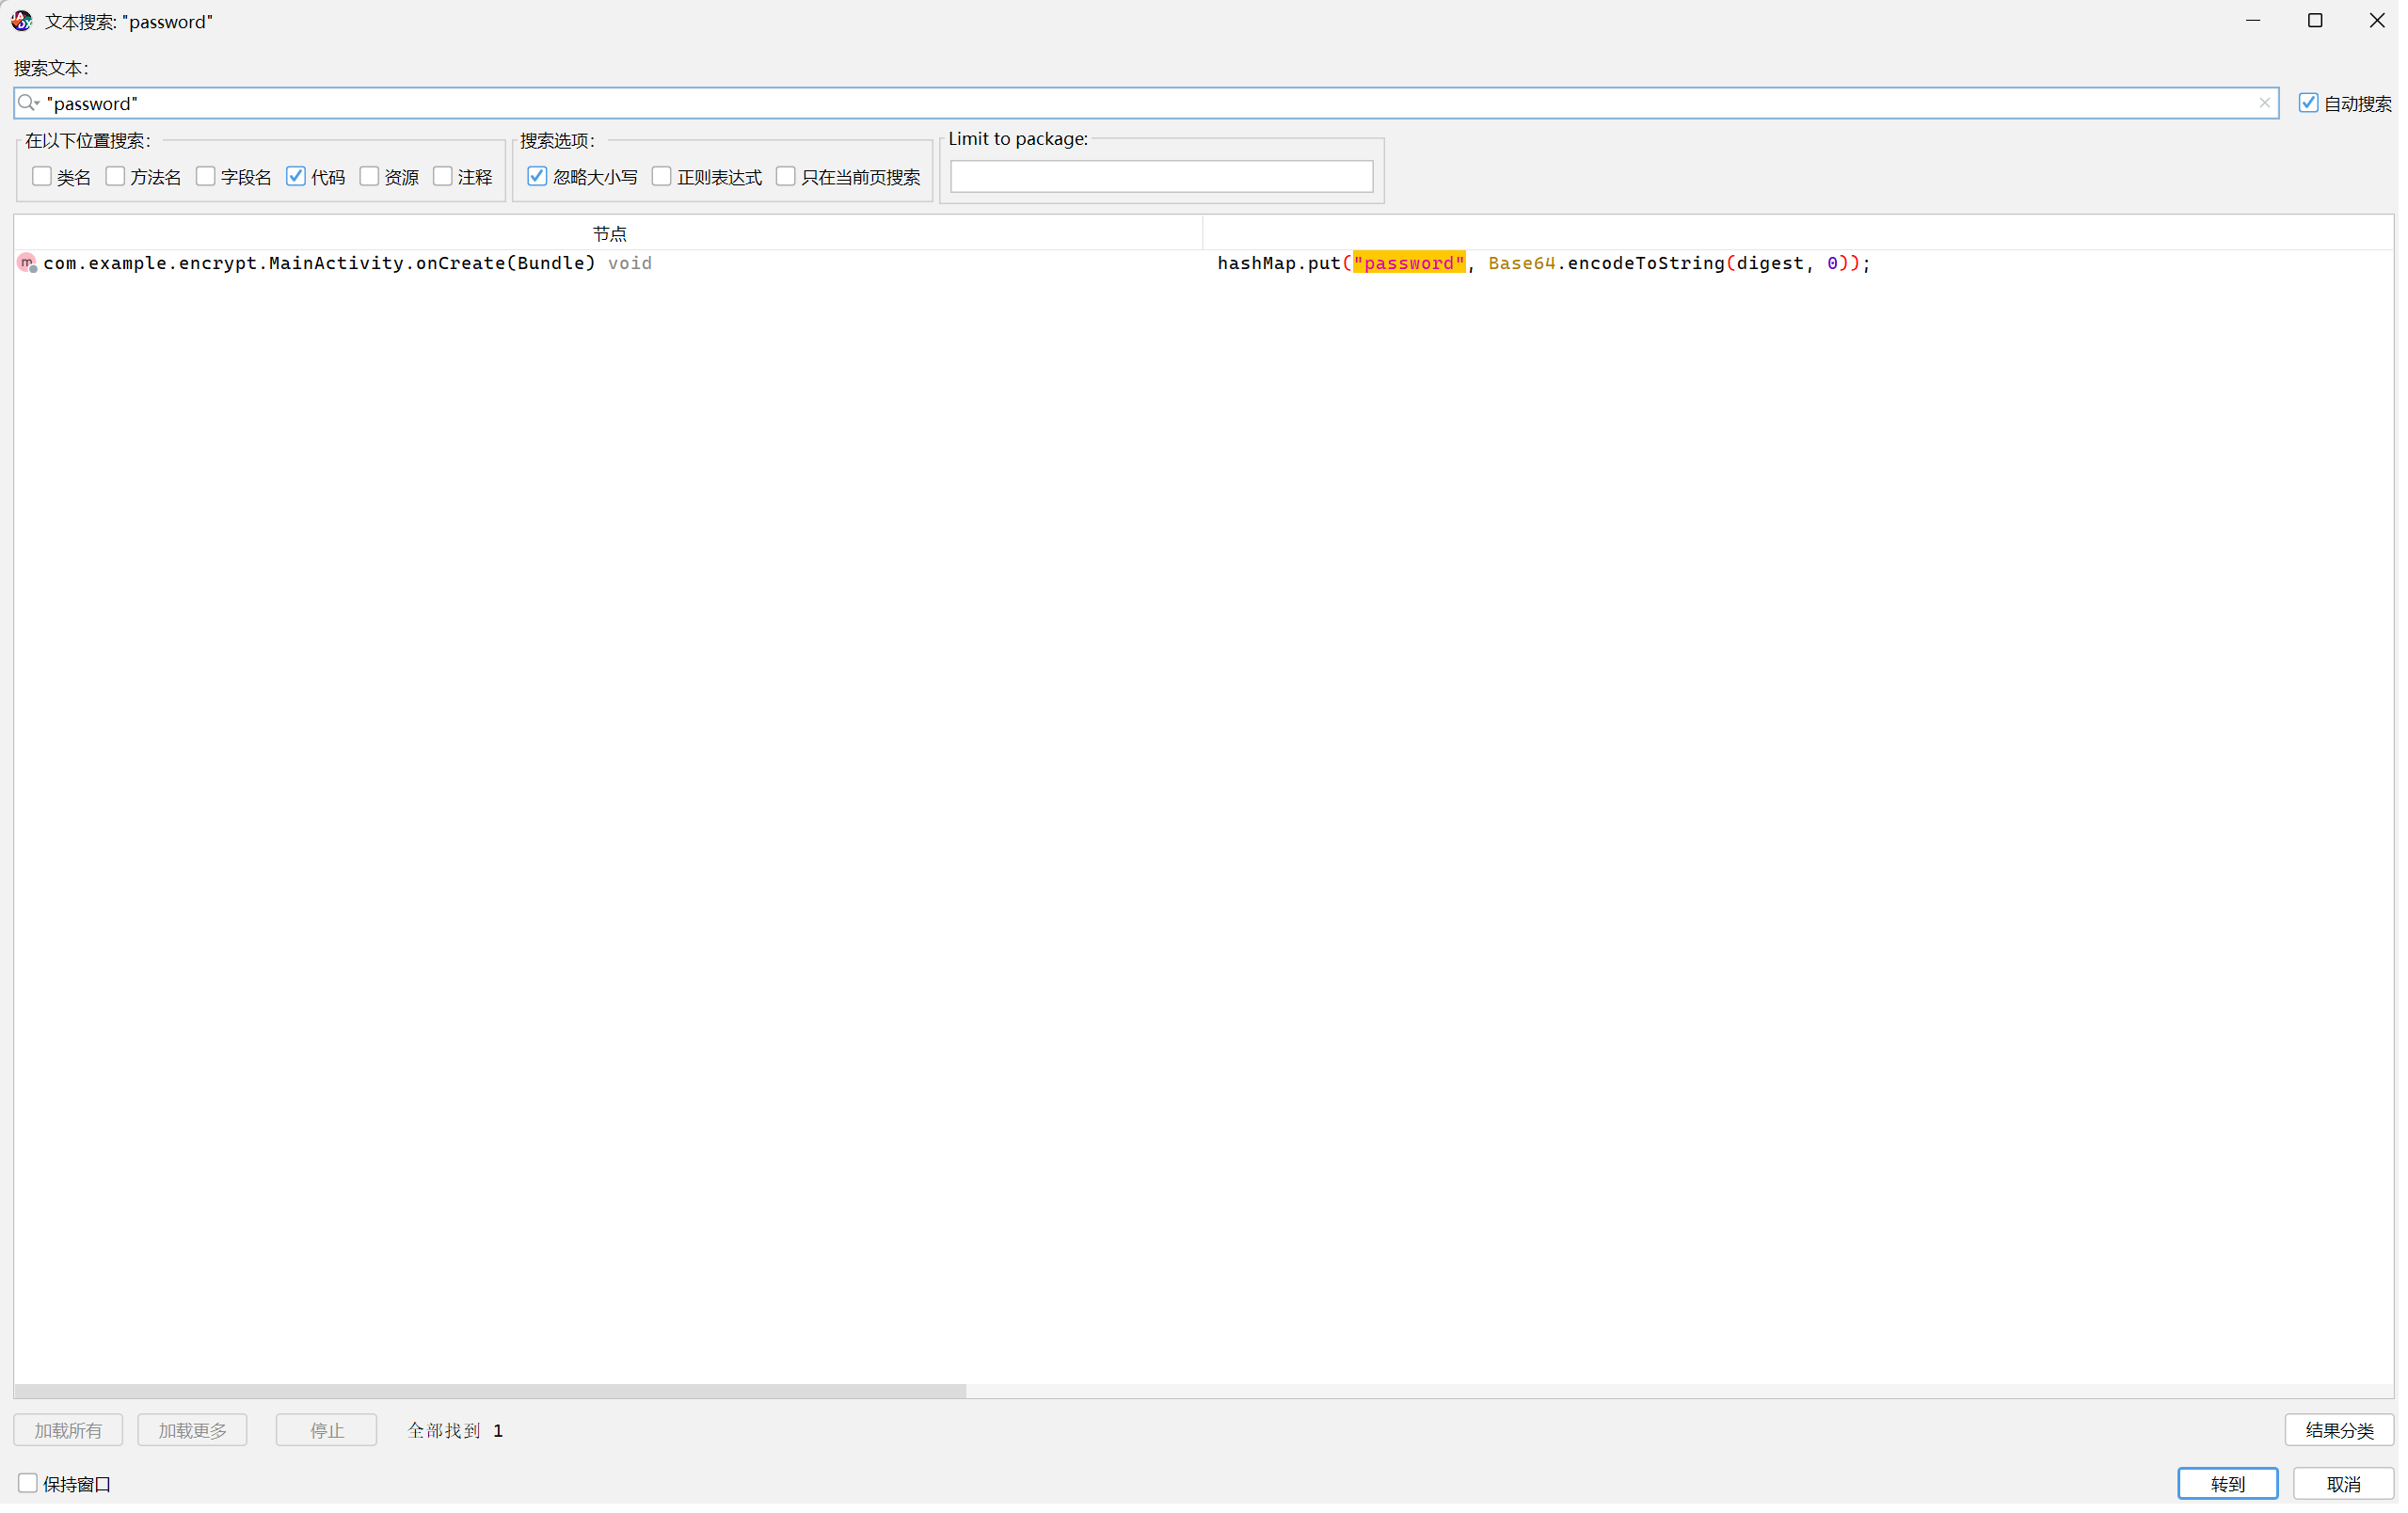 文本搜索: "password"
搜索文本:
"password"
自动搜索
在以下位置搜索: 搜索选项: Limit to package:
类名 方法名 字段名 代码 资源 注释 忽略大小写 正则表达式 只在当前页搜索
节点
com.example.encrypt.MainActivity.onCreate(Bundle) void hashMap.put("password", Base64.encodeToString(digest, 0));
加载所有 加载更多 停止 全部找到 1 结果分类
保持窗口 转到 取消